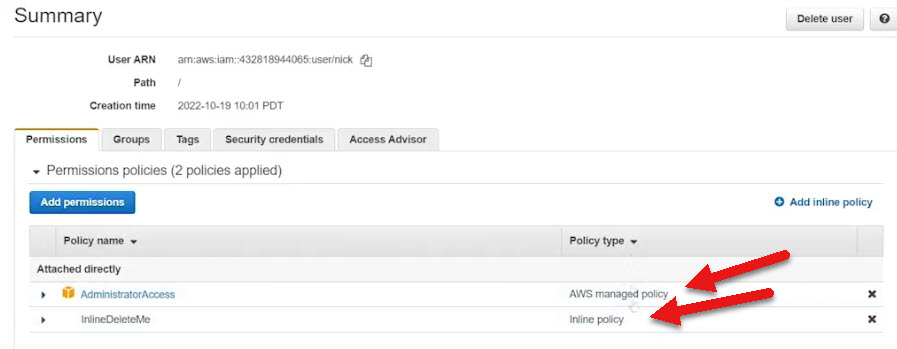 Summary
Delete user
?
User ARN arn:aws:iam::432818944065:user/nick
Path /
Creation time 2022-10-19 10:01 PDT
Permissions Groups Tags Security credentials Access Advisor
Permissions policies (2 policies applied)
Add permissions
Add inline policy
Policy name Policy type
Attached directly
AdministratorAccess AWS managed policy
InlineDeleteMe Inline policy